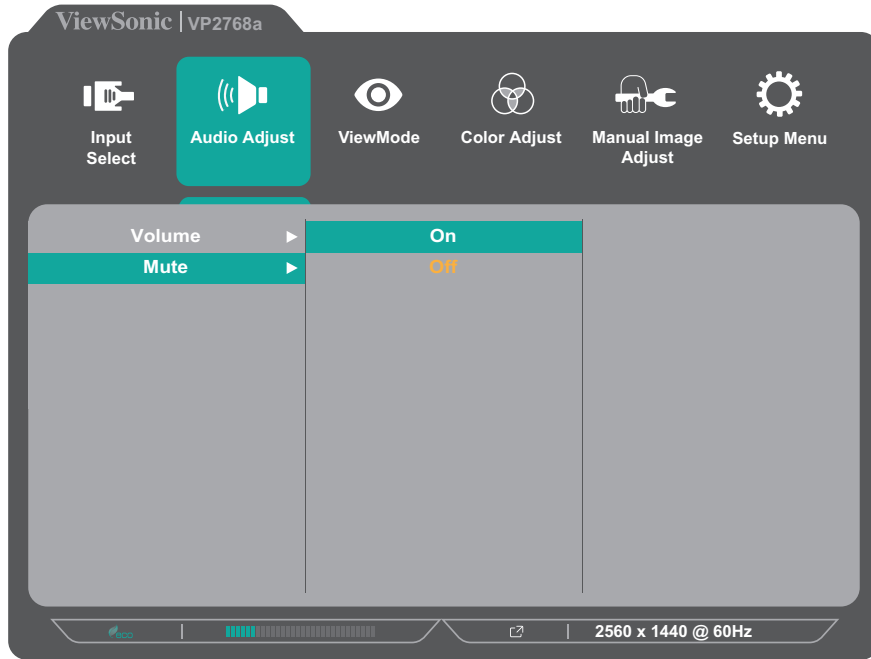 ViewSonic | VP2768a
Input
Select
Audio Adjust
ViewMode
Color Adjust
Manual Image
Adjust
Setup Menu
Volume
On
Mute
Off
eco
2560 x 1440 @ 60Hz